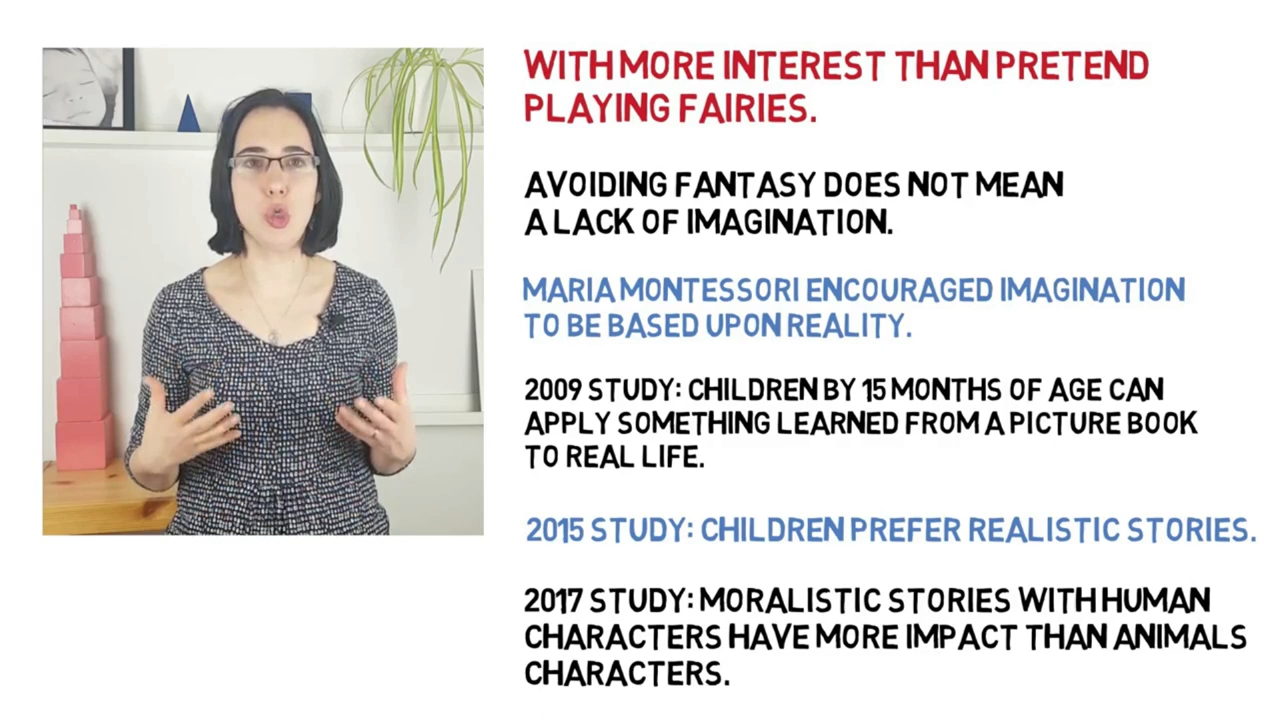 WITH MORE INTEREST THAN PRETEND
PLAYING FAIRIES.
AVOIDING FANTASY DOES NOT MEAN
A LACK OF IMAGINATION.
MARIA MONTESSORI ENCOURAGED IMAGINATION
TO BE BASED UPON REALITY.
2009 STUDY: CHILDREN BY 15 MONTHS OF AGE CAN
APPLY SOMETHING LEARNED FROM A PICTURE BOOK
TO REAL LIFE.
2015 STUDY: CHILDREN PREFER REALISTIC STORIES.
2017 STUDY: MORALISTIC STORIES WITH HUMAN
CHARACTERS HAVE MORE IMPACT THAN ANIMALS
CHARACTERS.